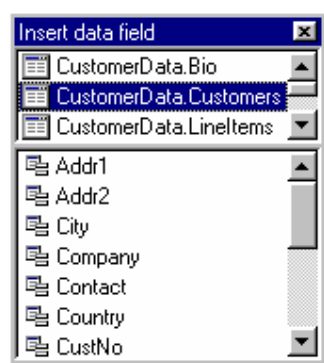 Insert data field
CustomerData.Bio
CustomerData.Customers
CustomerData.LineItems
Addr1
Addr2
City
Company
Contact
Country
CustNo